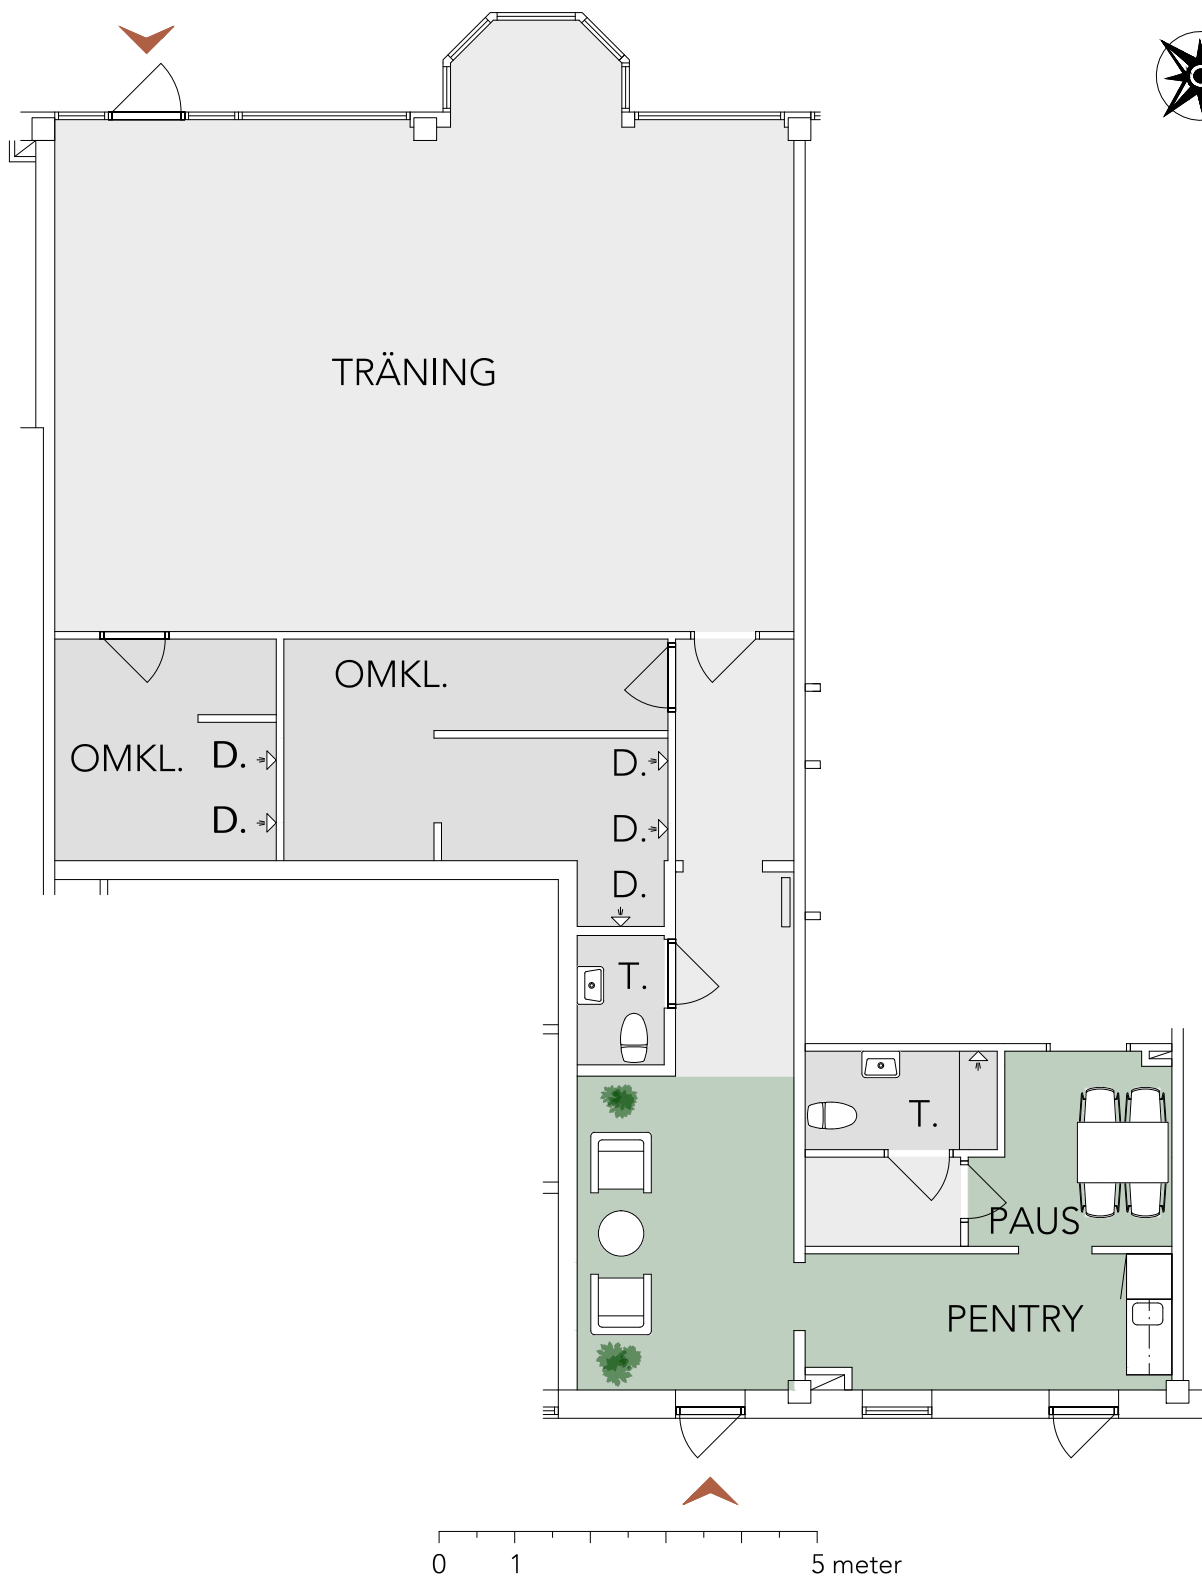 TRÄNING
OMKL.
OMKL. D.
D.
D.
D.
D.
T.
T.
PAUS
PENTRY
0 1 5 meter